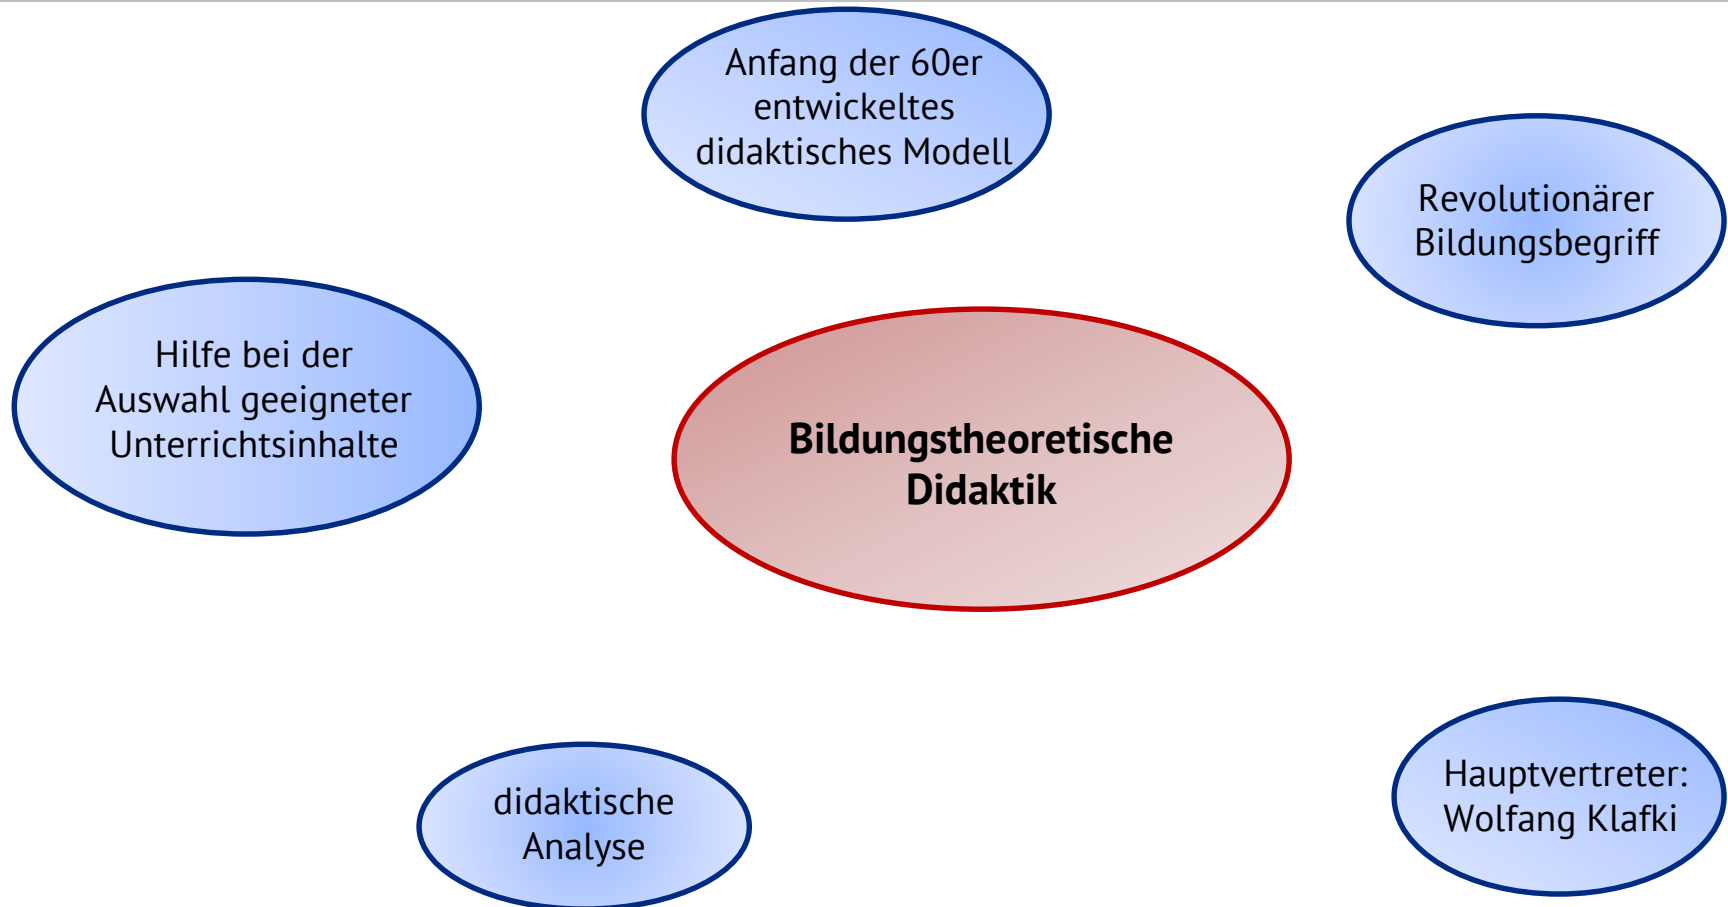 Anfang der 60er
entwickeltes
didaktisches Modell
Revolutionärer
Bildungsbegriff
Hilfe bei der
Auswahl geeigneter
Unterrichtsinhalte
Bildungstheoretische
Didaktik
didaktische
Analyse
Hauptvertreter:
Wolfang Klafki